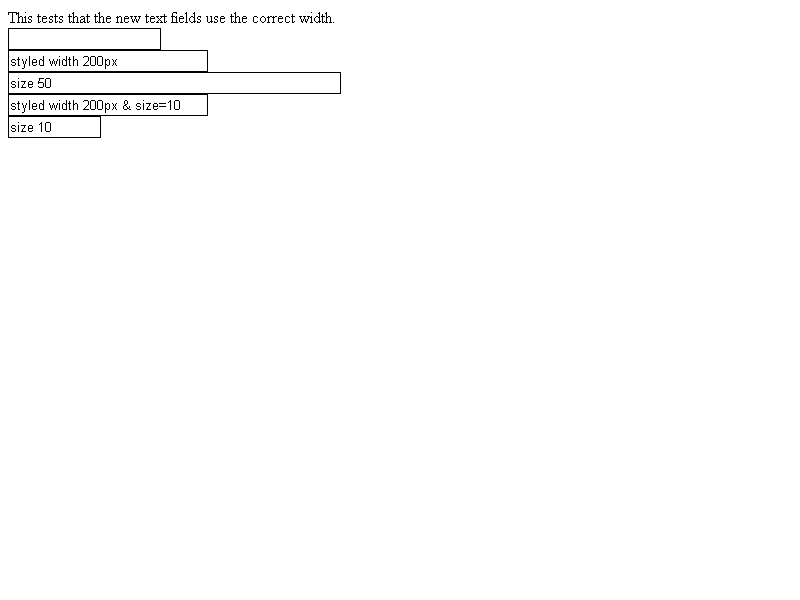 This tests that the new text fields use the correct width.
styled width 200px
size 50
styled width 200px & size=10
size 10